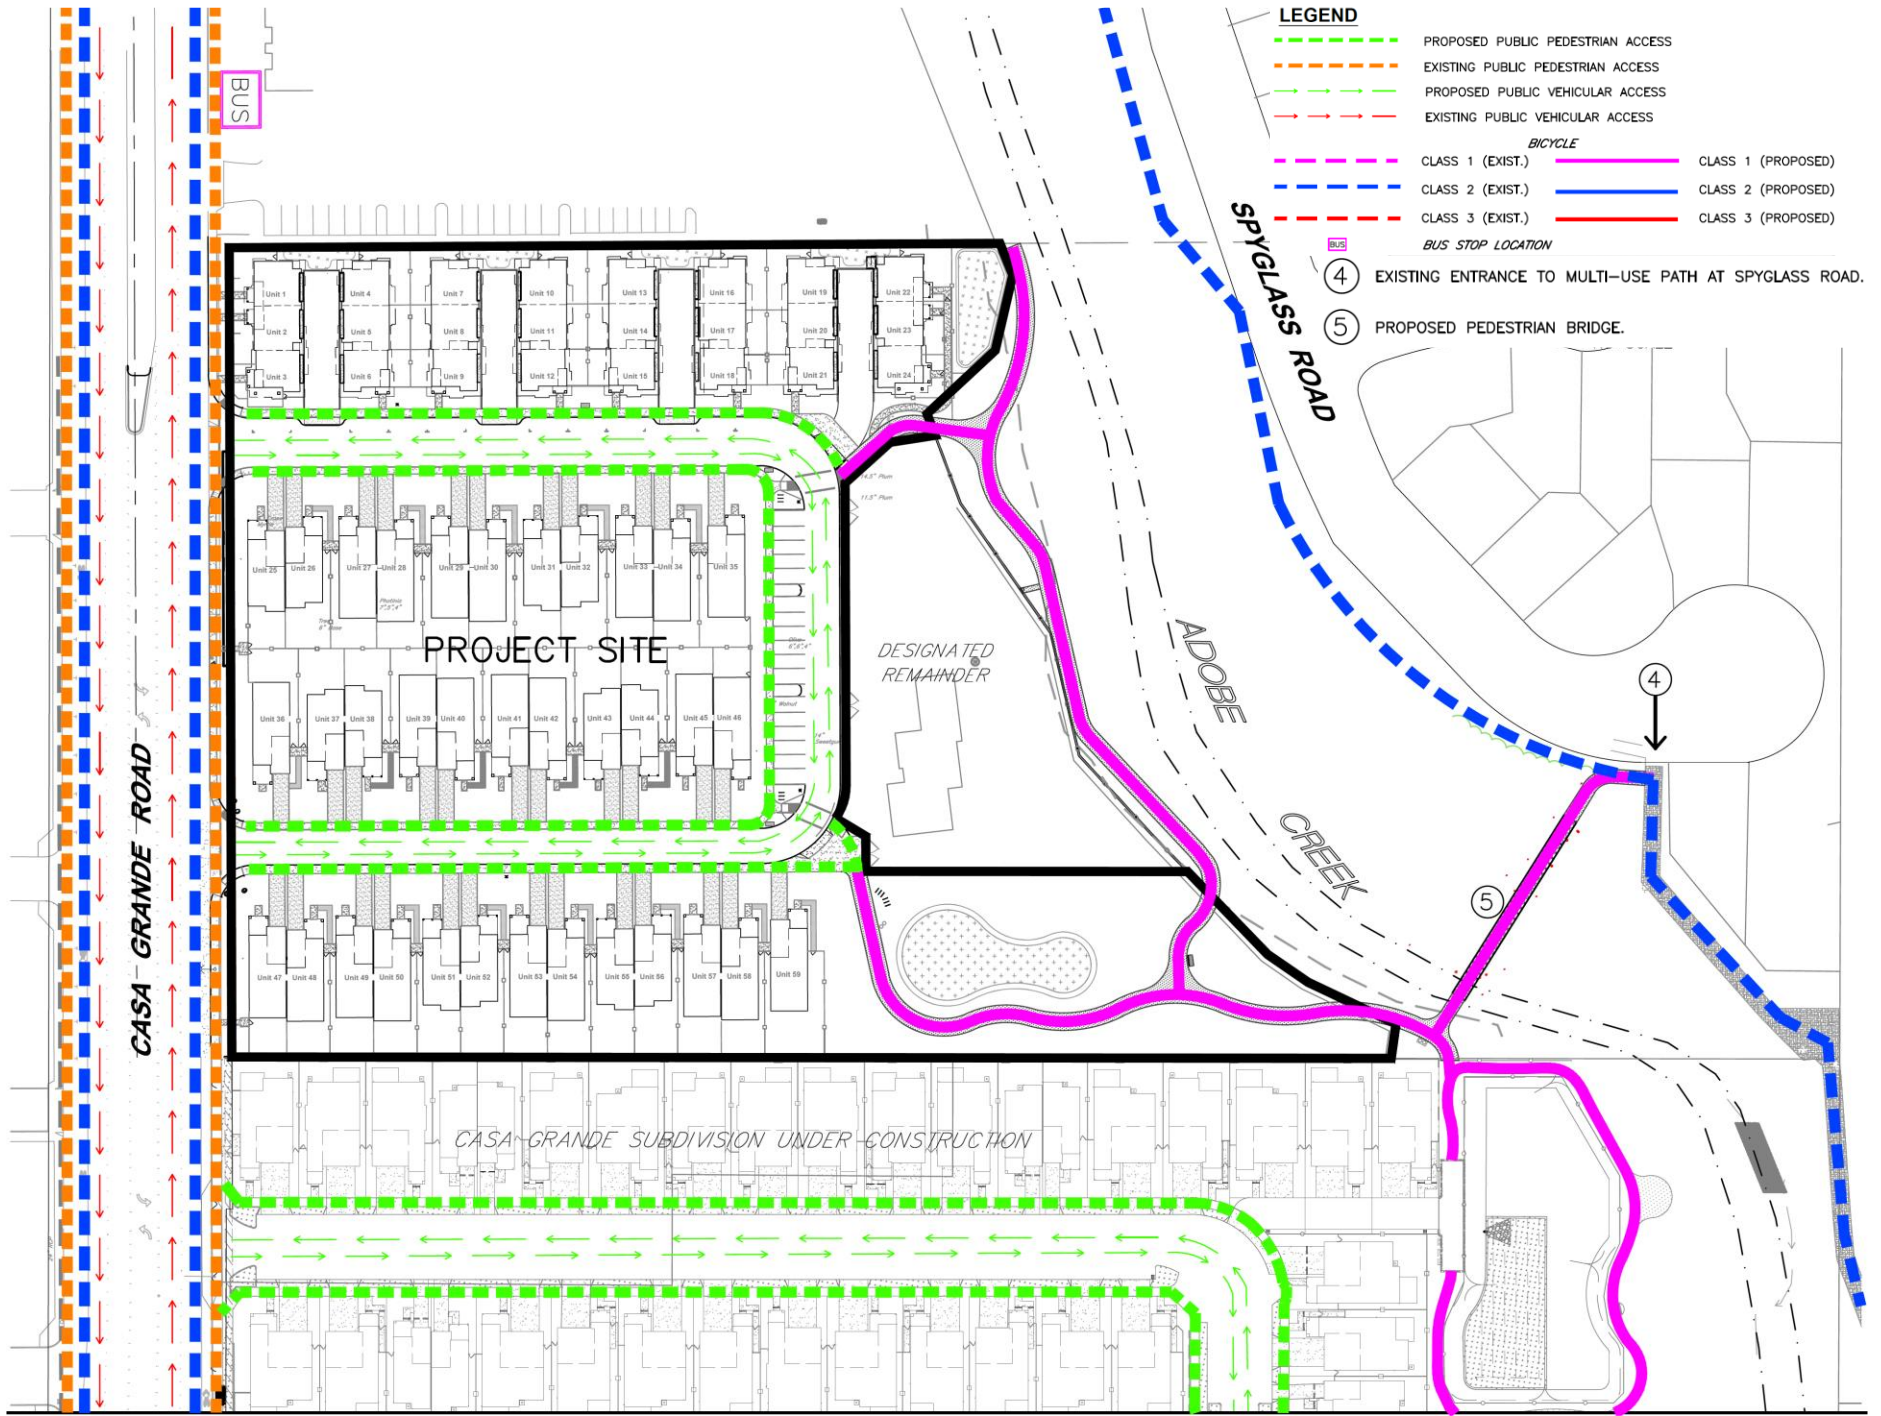 LEGEND
PROPOSED PUBLIC PEDESTRIAN ACCESS
EXISTING PUBLIC PEDESTRIAN ACCESS
PROPOSED PUBLIC VEHICULAR ACCESS
EXISTING PUBLIC VEHICULAR ACCESS
BICYCLE
CLASS 1 (EXIST.) CLASS 1 (PROPOSED)
CLASS 2 (EXIST.) CLASS 2 (PROPOSED)
CLASS 3 (EXIST.) CLASS 3 (PROPOSED)
BUS BUS STOP LOCATION
4 EXISTING ENTRANCE TO MULTI-USE PATH AT SPYGLASS ROAD.
5 PROPOSED PEDESTRIAN BRIDGE.
BUS
SPYGLASS ROAD
Unit 1 Unit 4 Unit 7 Unit 10 Unit 13 Unit 16 Unit 19 Unit 22
Unit 2 Unit 5 Unit 8 Unit 11 Unit 14 Unit 17 Unit 20 Unit 23
Unit 3 Unit 6 Unit 9 Unit 12 Unit 15 Unit 18 Unit 21 Unit 24
11.5" Plum
Unit 25 Unit 26 Unit 27 Unit 28 Unit 29 Unit 30 Unit 31 Unit 32 Unit 33 Unit 34 Unit 35
PROJECT SITE
DESIGNATED
REMAINDER
ADOBE
CREEK
4
5
Unit 36 Unit 37 Unit 38 Unit 39 Unit 40 Unit 41 Unit 42 Unit 43 Unit 44 Unit 45 Unit 46
CASA GRANDE ROAD
Unit 47 Unit 48 Unit 49 Unit 50 Unit 51 Unit 52 Unit 53 Unit 54 Unit 55 Unit 56 Unit 57 Unit 58 Unit 59
CASA GRANDE SUBDIVISION UNDER CONSTRUCTION